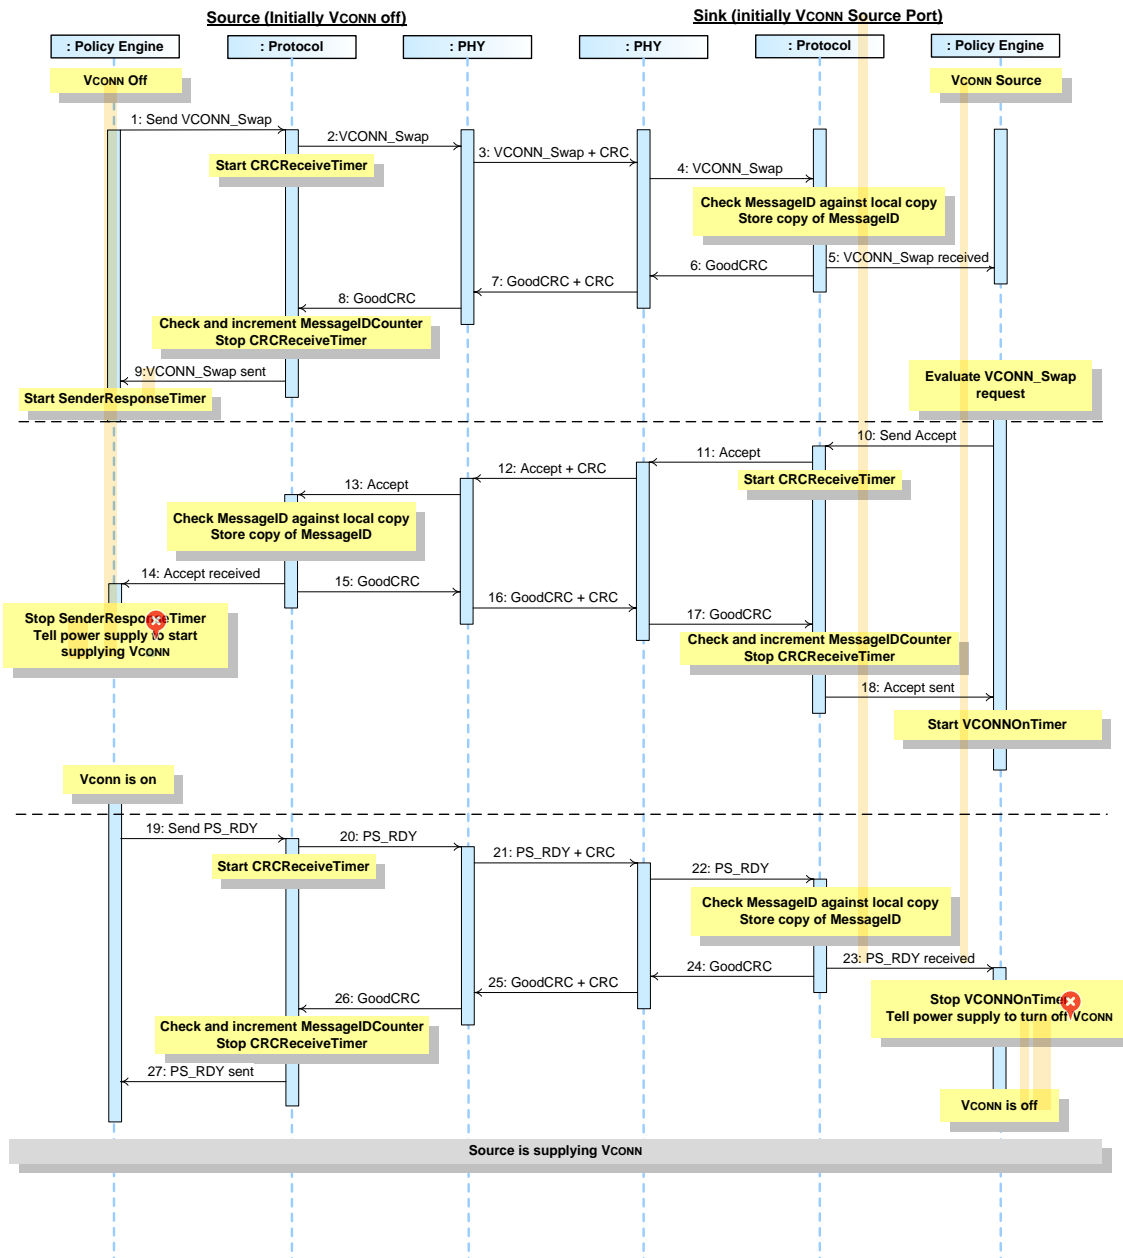 Source (Initially VCONN off)
Sink (initially VCONN Source Port)
: Policy Engine
: Protocol
: PHY
: PHY
: Protocol
: Policy Engine
VCONN Off
VCONN Source
1: Send VCONN_Swap
2:VCONN_Swap
Start CRCReceiveTimer
3: VCONN_Swap + CRC
4: VCONN_Swap
Check MessageID against local copy
Store copy of MessageID
5: VCONN_Swap received
6: GoodCRC
7: GoodCRC + CRC
8: GoodCRC
Check and increment MessageIDCounter
Stop CRCReceiveTimer
9:VCONN_Swap sent
Start SenderResponseTimer
Evaluate VCONN_Swap
request
10: Send Accept
11: Accept
Start CRCReceiveTimer
12: Accept + CRC
13: Accept
Check MessageID against local copy
Store copy of MessageID
14: Accept received
15: GoodCRC
16: GoodCRC + CRC
17: GoodCRC
Stop SenderResponseTimer
Tell power supply to start
supplying VCONN
Check and increment MessageIDCounter
Stop CRCReceiveTimer
18: Accept sent
Start VCONNOnTimer
Vconn is on
19: Send PS_RDY
20: PS_RDY
Start CRCReceiveTimer
21: PS_RDY + CRC
22: PS_RDY
Check MessageID against local copy
Store copy of MessageID
23: PS_RDY received
24: GoodCRC
25: GoodCRC + CRC
26: GoodCRC
Stop VCONNOnTimer
Tell power supply to turn off VCONN
Check and increment MessageIDCounter
Stop CRCReceiveTimer
27: PS_RDY sent
VCONN is off
Source is supplying VCONN